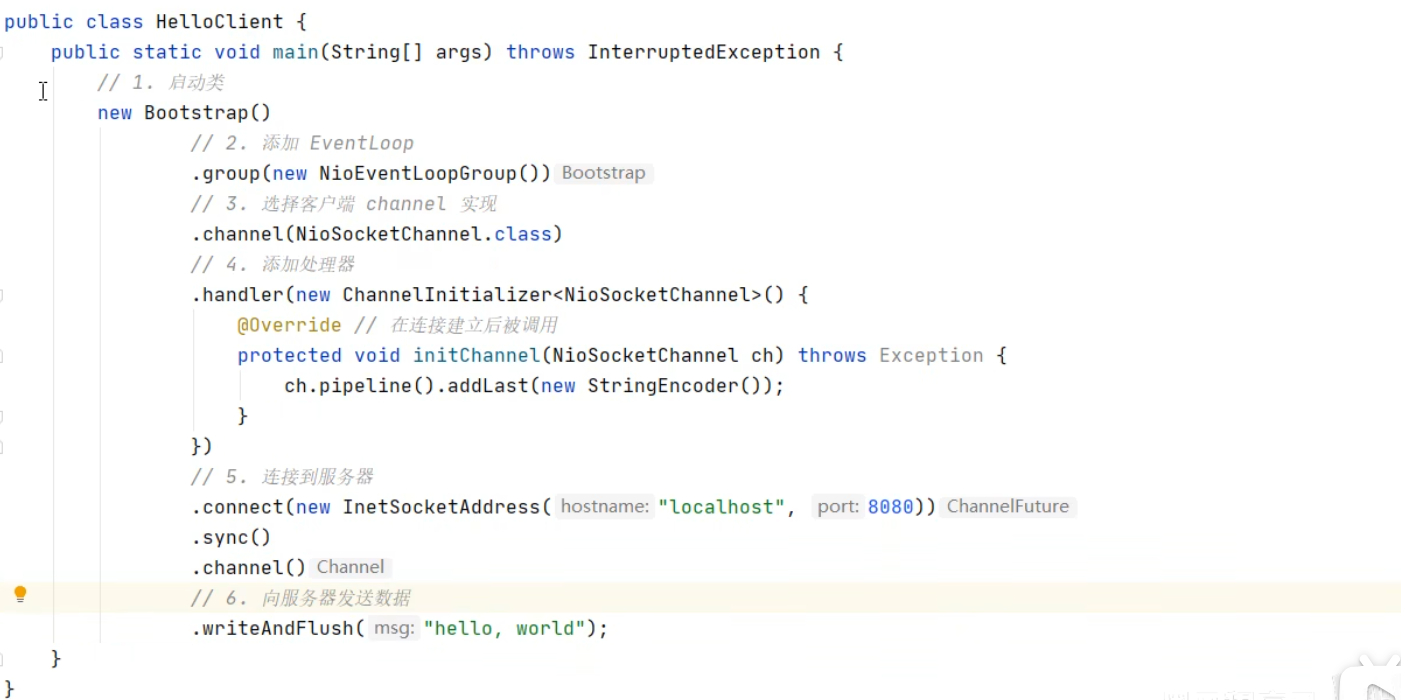 public class HelloClient {
    public static void main(String[] args) throws InterruptedException {
        // 1. 启动类
        new Bootstrap()
                // 2. 添加 EventLoop
                .group(new NioEventLoopGroup()) Bootstrap
                // 3. 选择客户端 channel 实现
                .channel(NioSocketChannel.class)
                // 4. 添加处理器
                .handler(new ChannelInitializer<NioSocketChannel>() {
                    @Override // 在连接建立后被调用
                    protected void initChannel(NioSocketChannel ch) throws Exception {
                        ch.pipeline().addLast(new StringEncoder());
                    }
                })
                // 5. 连接到服务器
                .connect(new InetSocketAddress( hostname: "localhost", port: 8080)) ChannelFuture
                .sync()
                .channel() Channel
                // 6. 向服务器发送数据
                .writeAndFlush( msg: "hello, world");
    }
}